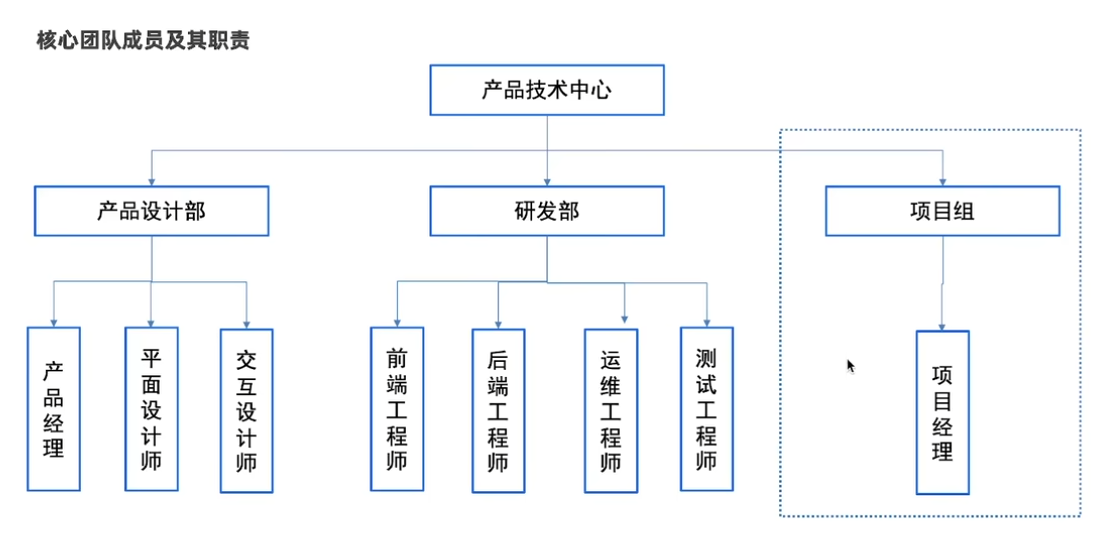 核心团队成员及其职责
产品技术中心
产品设计部
研发部
项目组
产品经理
平面设计师
交互设计师
前端工程师
后端工程师
运维工程师
测试工程师
项目经理